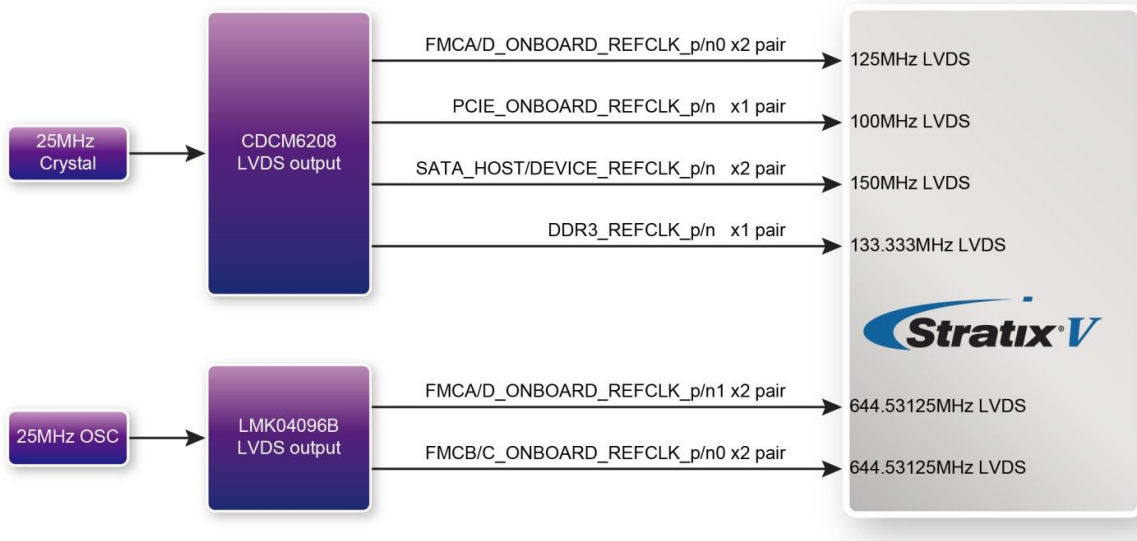 FMCA/D_ONBOARD_REFCLK_p/n0 x2 pair
125MHz LVDS
PCIE_ONBOARD_REFCLK_p/n x1 pair
100MHz LVDS
25MHz
Crystal
CDCM6208
LVDS output
SATA_HOST/DEVICE_REFCLK_p/n x2 pair
150MHz LVDS
DDR3_REFCLK_p/n x1 pair
133.333MHz LVDS
Stratix® V
FMCA/D_ONBOARD_REFCLK_p/n1 x2 pair
644.53125MHz LVDS
25MHz OSC
LMK04096B
LVDS output
FMCB/C_ONBOARD_REFCLK_p/n0 x2 pair
644.53125MHz LVDS